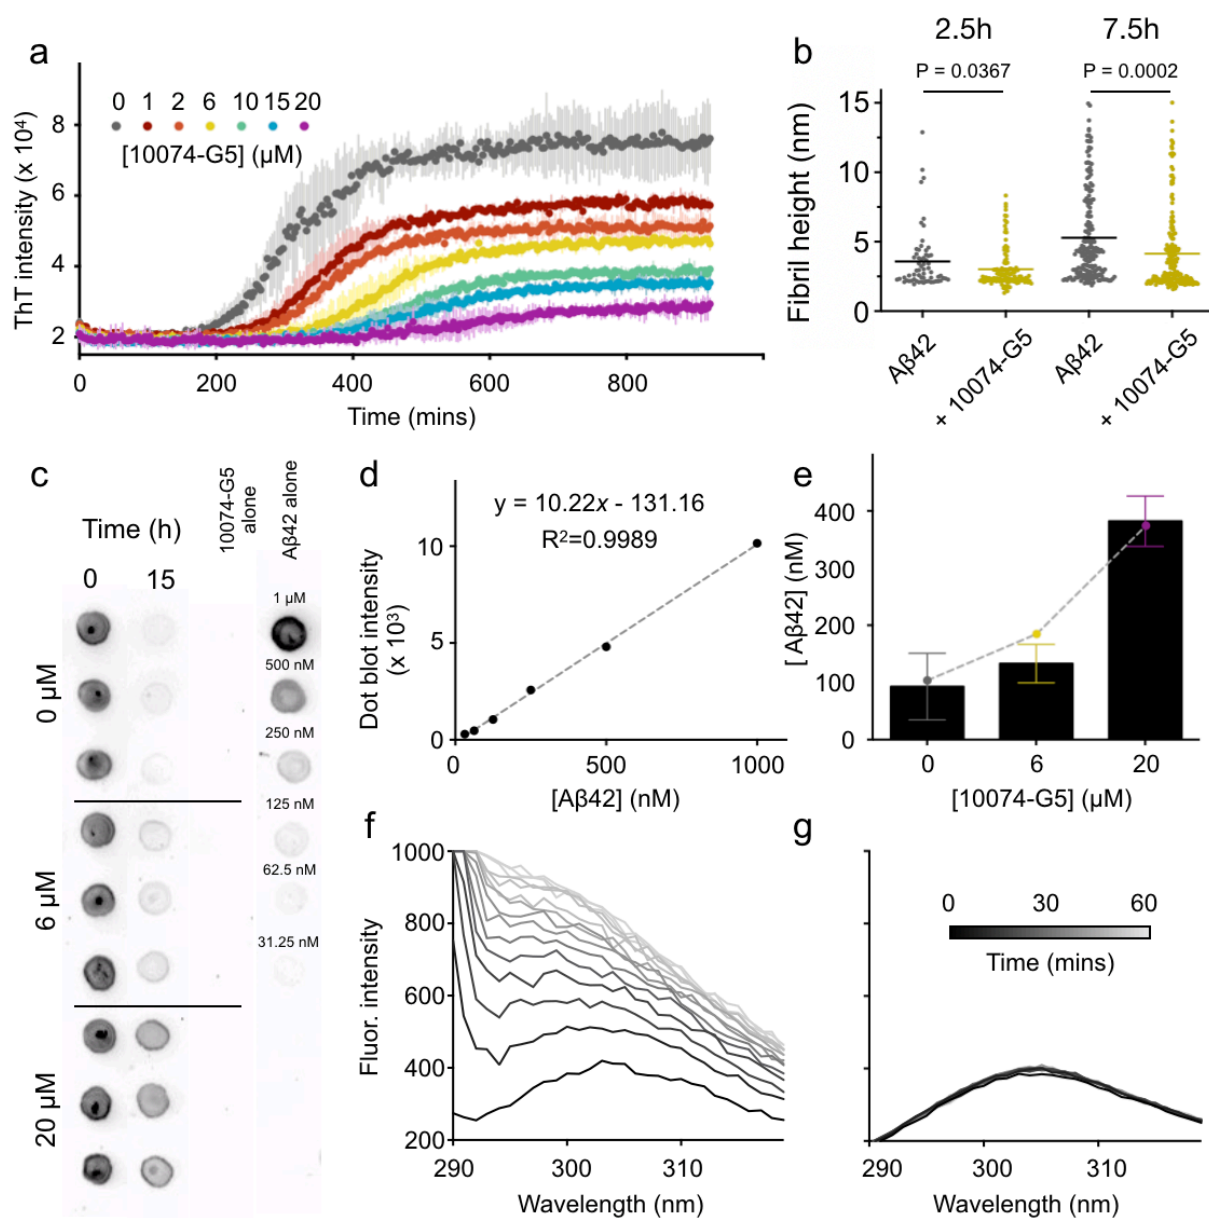 a
0 1 2 6 10 15 20
[10074-G5] (µM)
ThT intensity (x 10⁴)
8
6
4
2
0 200 400 600 800
Time (mins)
b
2.5h 7.5h
P = 0.0367 P = 0.0002
Fibril height (nm)
15
10
5
0
Aβ42
+ 10074-G5
Aβ42
+ 10074-G5
c
Time (h)
10074-G5
alone
Aβ42 alone
0 15
0 µM
6 µM
20 µM
1 µM
500 nM
250 nM
125 nM
62.5 nM
31.25 nM
d
y = 10.22x - 131.16
R²=0.9989
Dot blot intensity
(x 10³)
10
5
0
0 500 1000
[Aβ42] (nM)
e
[ Aβ42] (nM)
400
300
200
100
0
0 6 20
[10074-G5] (µM)
f
Fluor. intensity
1000
800
600
400
200
290 300 310
Wavelength (nm)
g
0 30 60
Time (mins)
290 300 310
Wavelength (nm)